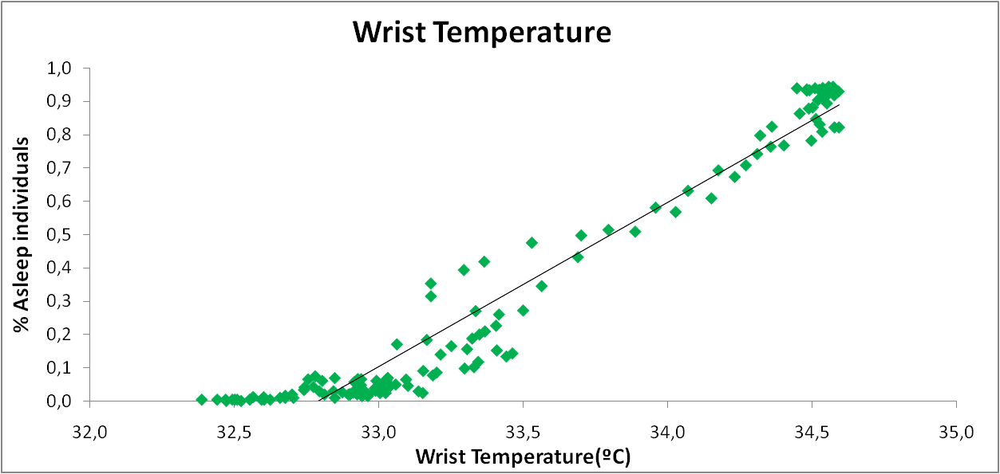 Wrist Temperature
% Asleep individuals
1,0
0,9
0,8
0,7
0,6
0,5
0,4
0,3
0,2
0,1
0,0
32,0 32,5 33,0 33,5 34,0 34,5 35,0
Wrist Temperature(ºC)